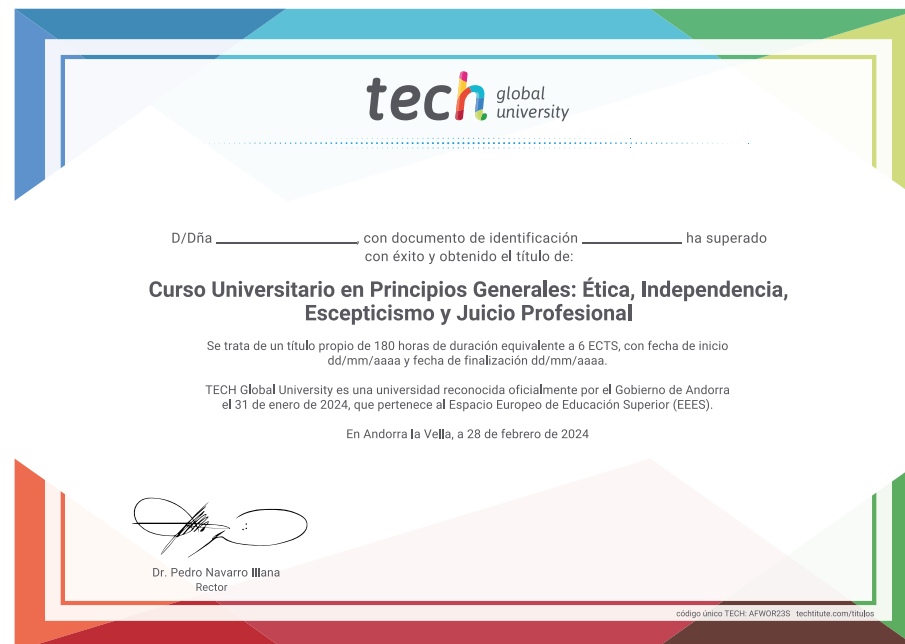 tech global university
D/Dña ____________________, con documento de identificación ______________ ha superado
con éxito y obtenido el título de:
Curso Universitario en Principios Generales: Ética, Independencia,
Escepticismo y Juicio Profesional
Se trata de un título propio de 180 horas de duración equivalente a 6 ECTS, con fecha de inicio
dd/mm/aaaa y fecha de finalización dd/mm/aaaa.
TECH Global University es una universidad reconocida oficialmente por el Gobierno de Andorra
el 31 de enero de 2024, que pertenece al Espacio Europeo de Educación Superior (EEES).
En Andorra la Vella, a 28 de febrero de 2024
Dr. Pedro Navarro Illana
Rector
código único TECH: AFWOR23S techtitute.com/titulos